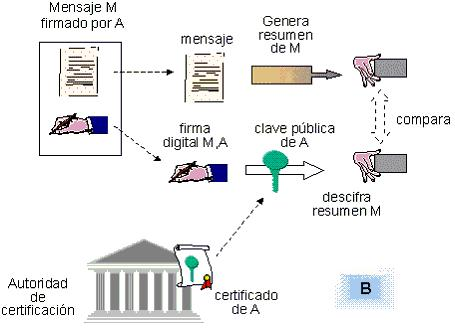 Mensaje M
firmado por A
mensaje
Genera
resumen
de M
compara
firma
digital M,A
clave pública
de A
descifra
resumen M
Autoridad
de
certificación
certificado
de A
B